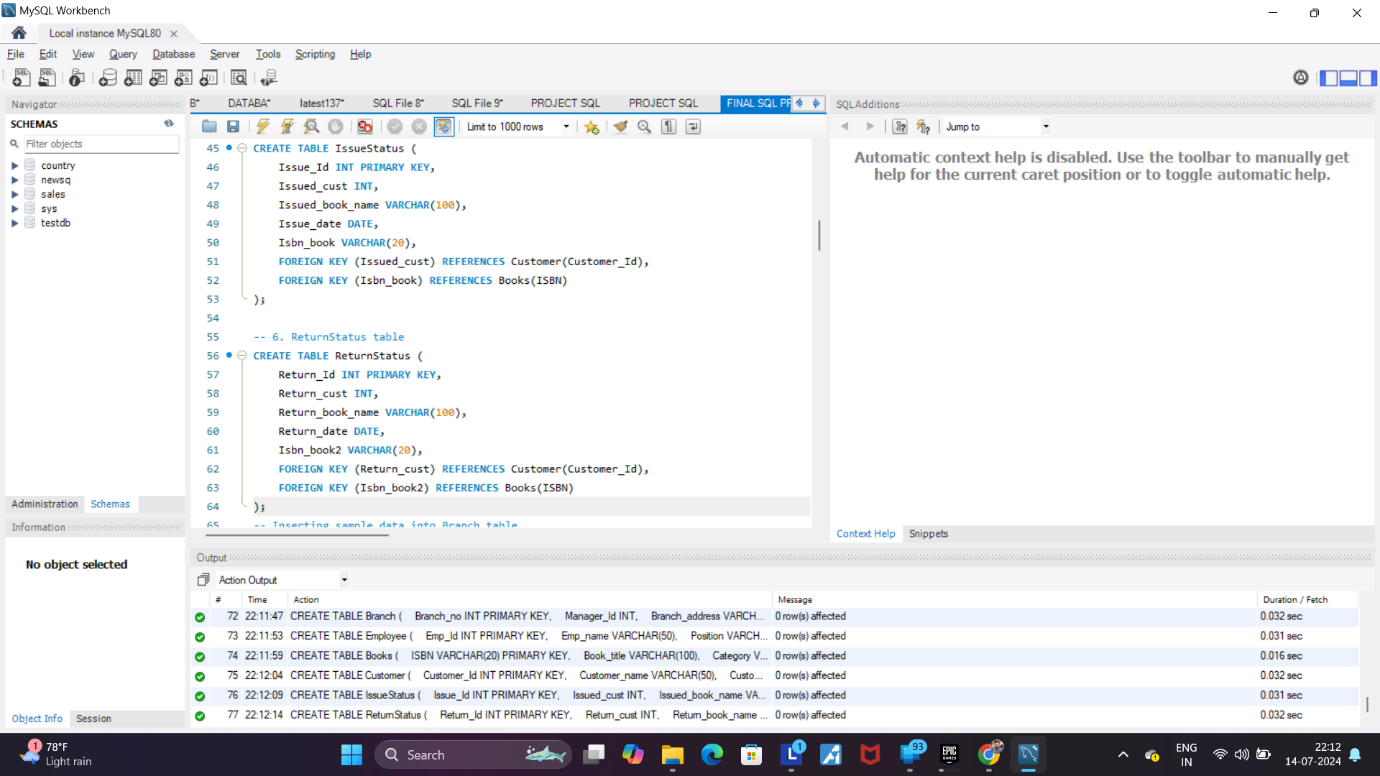 MySQL Workbench
Local instance MySQL80
File Edit View Query Database Server Tools Scripting Help
Navigator
SCHEMAS
Filter objects
country
newsq
sales
sys
testdb
Administration Schemas
Information
No object selected
Object Info Session
B* DATABA* latest137* SQL File 8* SQL File 9* PROJECT SQL PROJECT SQL FINAL SQL PR
Limit to 1000 rows
45 CREATE TABLE IssueStatus (
46 Issue_Id INT PRIMARY KEY,
47 Issued_cust INT,
48 Issued_book_name VARCHAR(100),
49 Issue_date DATE,
50 Isbn_book VARCHAR(20),
51 FOREIGN KEY (Issued_cust) REFERENCES Customer(Customer_Id),
52 FOREIGN KEY (Isbn_book) REFERENCES Books(ISBN)
53 );
54
55 -- 6. ReturnStatus table
56 CREATE TABLE ReturnStatus (
57 Return_Id INT PRIMARY KEY,
58 Return_cust INT,
59 Return_book_name VARCHAR(100),
60 Return_date DATE,
61 Isbn_book2 VARCHAR(20),
62 FOREIGN KEY (Return_cust) REFERENCES Customer(Customer_Id),
63 FOREIGN KEY (Isbn_book2) REFERENCES Books(ISBN)
64 );
65 -- Inserting sample data into Branch table
SQLAdditions
Jump to
Automatic context help is disabled. Use the toolbar to manually get
help for the current caret position or to toggle automatic help.
Context Help Snippets
Output
Action Output
# Time Action Message Duration / Fetch
72 22:11:47 CREATE TABLE Branch ( Branch_no INT PRIMARY KEY, Manager_Id INT, Branch_address VARCH... 0 row(s) affected 0.032 sec
73 22:11:53 CREATE TABLE Employee ( Emp_Id INT PRIMARY KEY, Emp_name VARCHAR(50), Position VARCH... 0 row(s) affected 0.031 sec
74 22:11:59 CREATE TABLE Books ( ISBN VARCHAR(20) PRIMARY KEY, Book_title VARCHAR(100), Category V... 0 row(s) affected 0.016 sec
75 22:12:04 CREATE TABLE Customer ( Customer_Id INT PRIMARY KEY, Customer_name VARCHAR(50), Custo... 0 row(s) affected 0.032 sec
76 22:12:09 CREATE TABLE IssueStatus ( Issue_Id INT PRIMARY KEY, Issued_cust INT, Issued_book_name VA... 0 row(s) affected 0.031 sec
77 22:12:14 CREATE TABLE ReturnStatus ( Return_Id INT PRIMARY KEY, Return_cust INT, Return_book_name ... 0 row(s) affected 0.032 sec
1
78°F
Light rain
Search
L
1
93
EPIC
GAMES
ENG
IN
22:12
14-07-2024